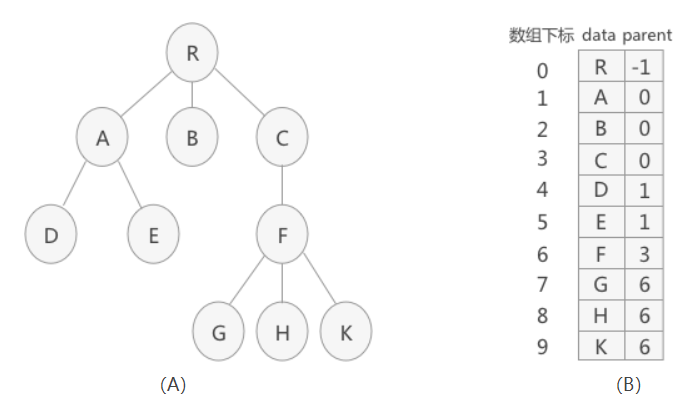 R
A B C
D E F
G H K
(A)
数组下标 data parent
0 R -1
1 A 0
2 B 0
3 C 0
4 D 1
5 E 1
6 F 3
7 G 6
8 H 6
9 K 6
(B)